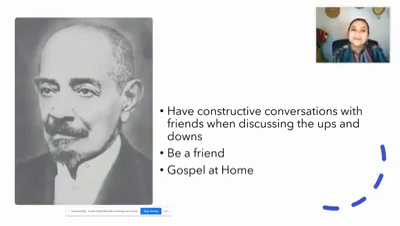 • Have constructive conversations with
friends when discussing the ups and
downs
• Be a friend
• Gospel at Home